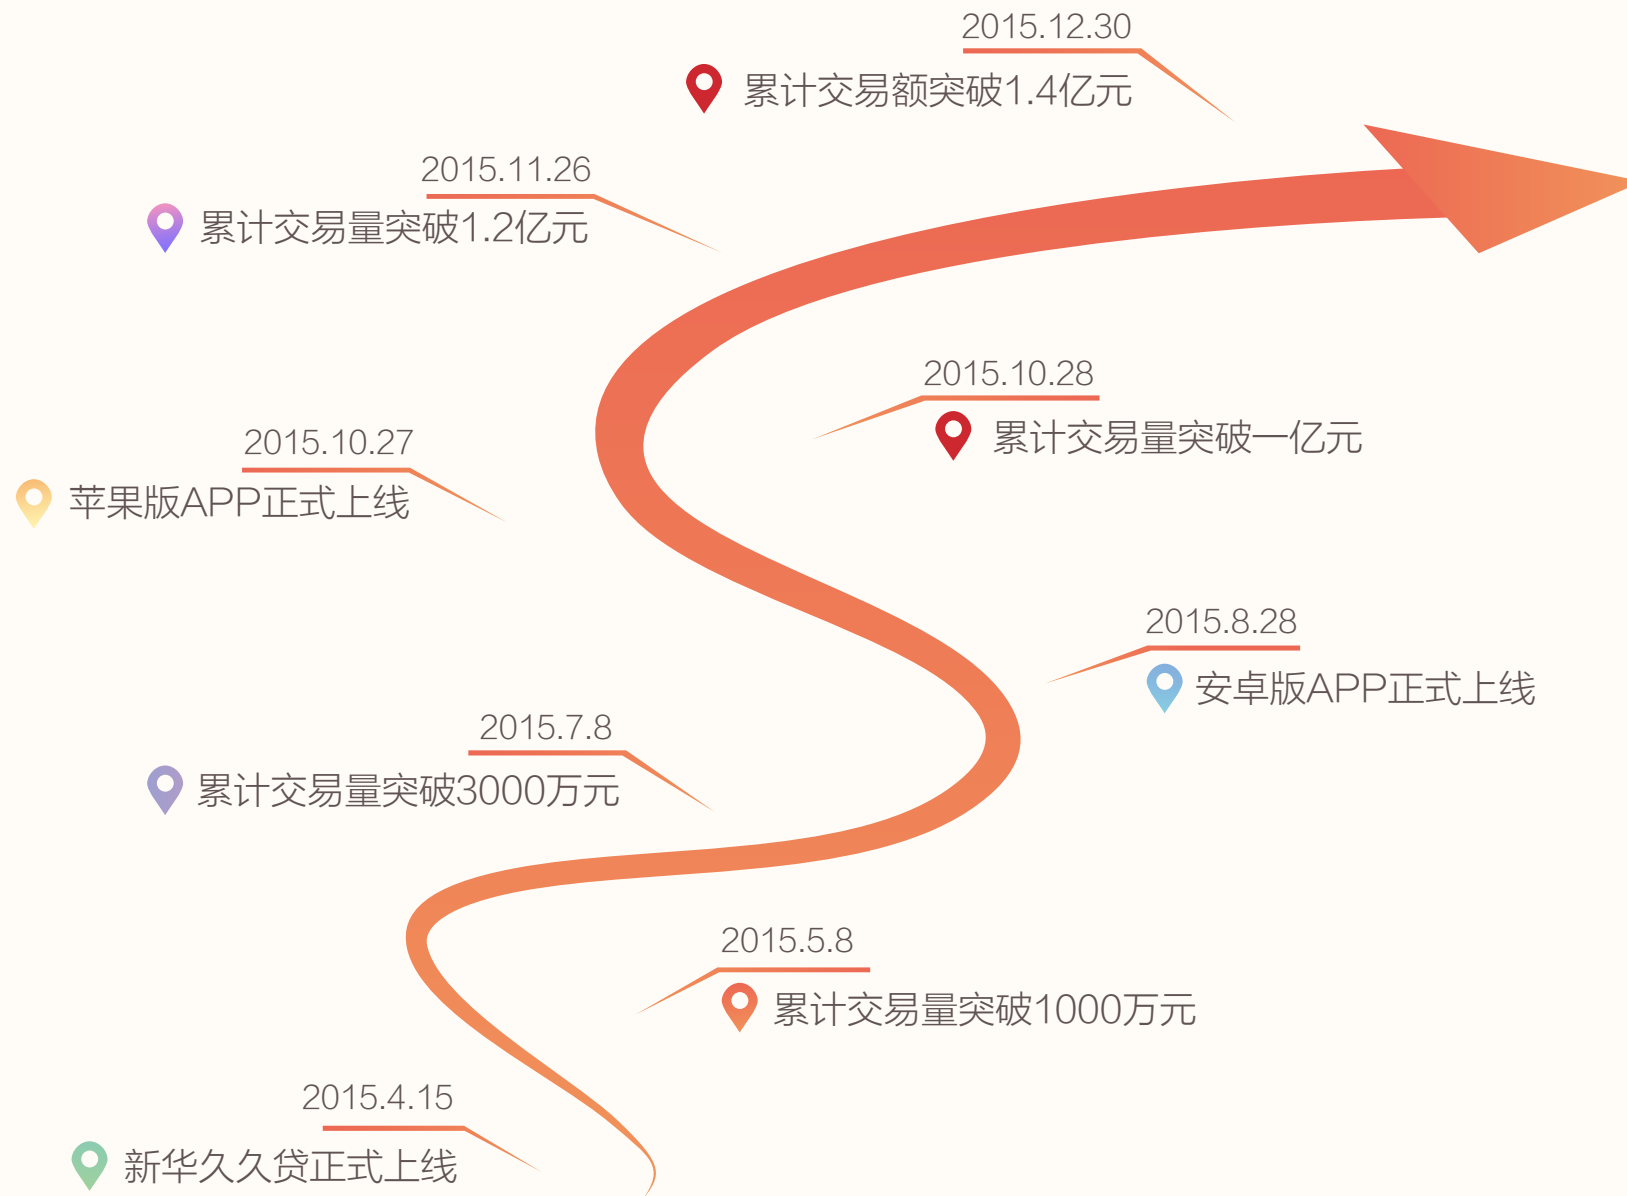 2015.12.30
累计交易额突破1.4亿元
2015.11.26
累计交易量突破1.2亿元
2015.10.28
累计交易量突破一亿元
2015.10.27
苹果版APP正式上线
2015.8.28
安卓版APP正式上线
2015.7.8
累计交易量突破3000万元
2015.5.8
累计交易量突破1000万元
2015.4.15
新华久久贷正式上线